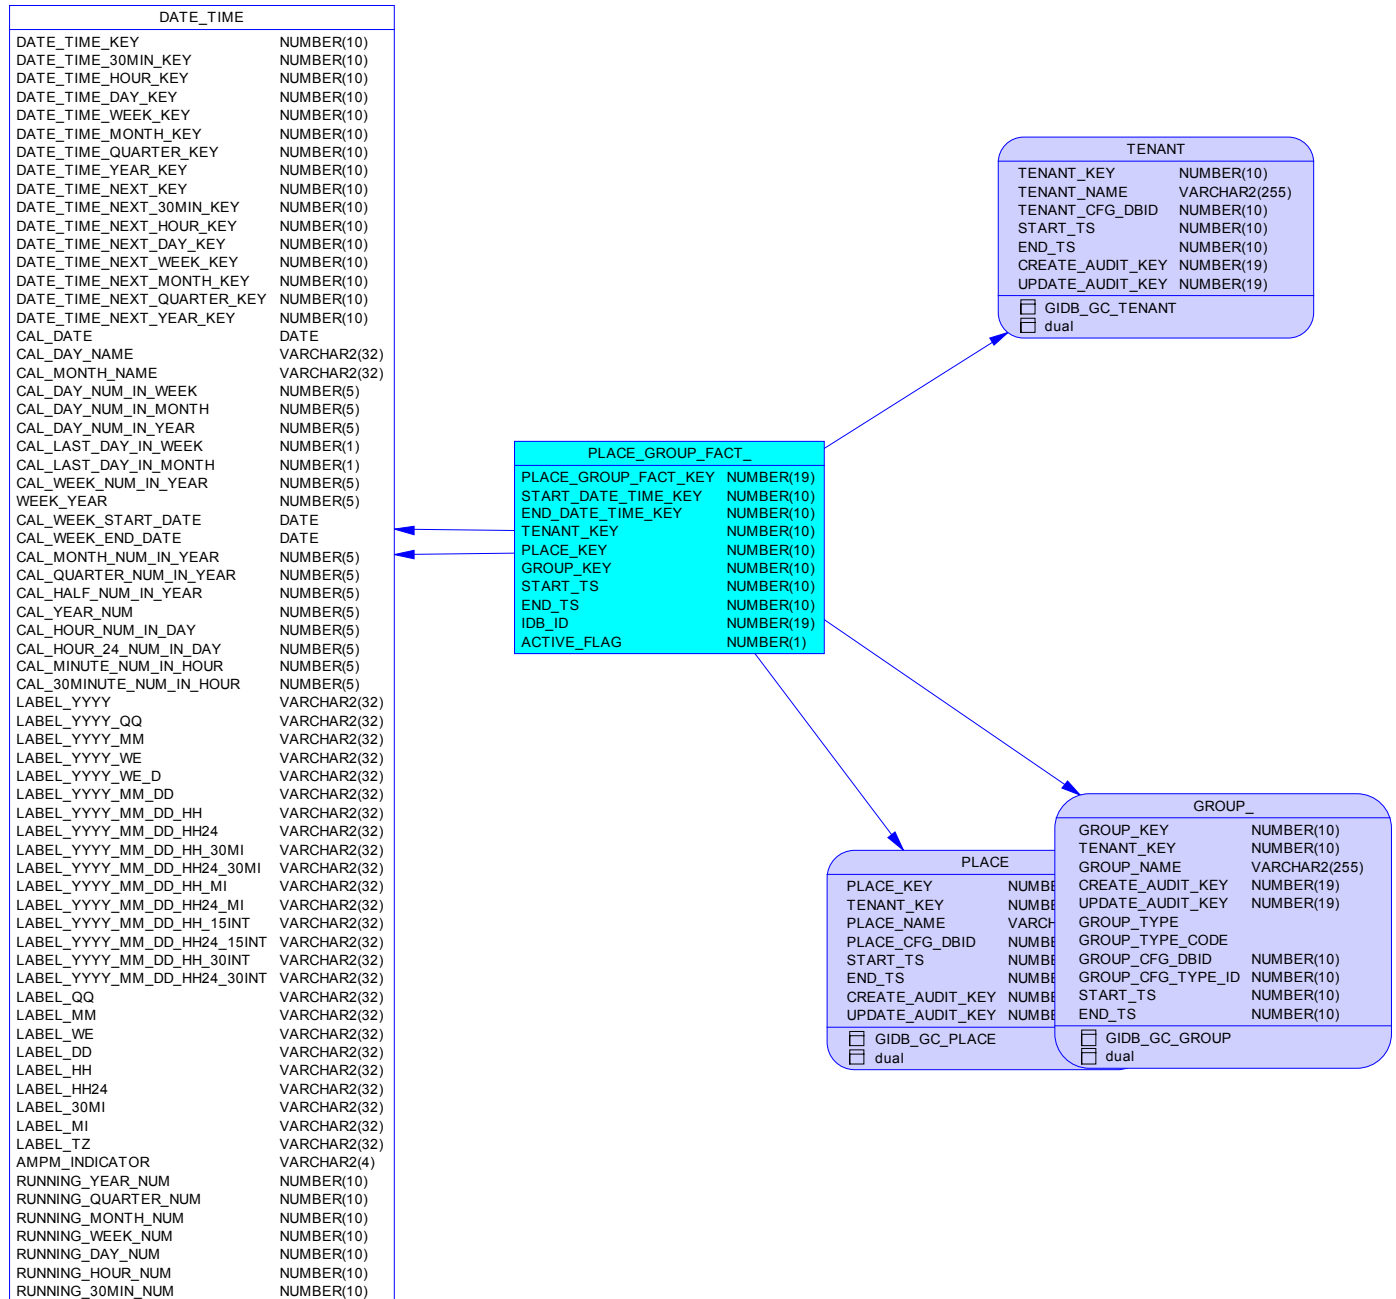 DATE_TIME
DATE_TIME_KEY NUMBER(10)
DATE_TIME_30MIN_KEY NUMBER(10)
DATE_TIME_HOUR_KEY NUMBER(10)
DATE_TIME_DAY_KEY NUMBER(10)
DATE_TIME_WEEK_KEY NUMBER(10)
DATE_TIME_MONTH_KEY NUMBER(10)
DATE_TIME_QUARTER_KEY NUMBER(10)
DATE_TIME_YEAR_KEY NUMBER(10)
DATE_TIME_NEXT_KEY NUMBER(10)
DATE_TIME_NEXT_30MIN_KEY NUMBER(10)
DATE_TIME_NEXT_HOUR_KEY NUMBER(10)
DATE_TIME_NEXT_DAY_KEY NUMBER(10)
DATE_TIME_NEXT_WEEK_KEY NUMBER(10)
DATE_TIME_NEXT_MONTH_KEY NUMBER(10)
DATE_TIME_NEXT_QUARTER_KEY NUMBER(10)
DATE_TIME_NEXT_YEAR_KEY NUMBER(10)
CAL_DATE DATE
CAL_DAY_NAME VARCHAR2(32)
CAL_MONTH_NAME VARCHAR2(32)
CAL_DAY_NUM_IN_WEEK NUMBER(5)
CAL_DAY_NUM_IN_MONTH NUMBER(5)
CAL_DAY_NUM_IN_YEAR NUMBER(5)
CAL_LAST_DAY_IN_WEEK NUMBER(1)
CAL_LAST_DAY_IN_MONTH NUMBER(1)
CAL_WEEK_NUM_IN_YEAR NUMBER(5)
WEEK_YEAR NUMBER(5)
CAL_WEEK_START_DATE DATE
CAL_WEEK_END_DATE DATE
CAL_MONTH_NUM_IN_YEAR NUMBER(5)
CAL_QUARTER_NUM_IN_YEAR NUMBER(5)
CAL_HALF_NUM_IN_YEAR NUMBER(5)
CAL_YEAR_NUM NUMBER(5)
CAL_HOUR_NUM_IN_DAY NUMBER(5)
CAL_HOUR_24_NUM_IN_DAY NUMBER(5)
CAL_MINUTE_NUM_IN_HOUR NUMBER(5)
CAL_30MINUTE_NUM_IN_HOUR NUMBER(5)
LABEL_YYYY VARCHAR2(32)
LABEL_YYYY_QQ VARCHAR2(32)
LABEL_YYYY_MM VARCHAR2(32)
LABEL_YYYY_WE VARCHAR2(32)
LABEL_YYYY_WE_D VARCHAR2(32)
LABEL_YYYY_MM_DD VARCHAR2(32)
LABEL_YYYY_MM_DD_HH VARCHAR2(32)
LABEL_YYYY_MM_DD_HH24 VARCHAR2(32)
LABEL_YYYY_MM_DD_HH_30MI VARCHAR2(32)
LABEL_YYYY_MM_DD_HH24_30MI VARCHAR2(32)
LABEL_YYYY_MM_DD_HH_MI VARCHAR2(32)
LABEL_YYYY_MM_DD_HH24_MI VARCHAR2(32)
LABEL_YYYY_MM_DD_HH_15INT VARCHAR2(32)
LABEL_YYYY_MM_DD_HH24_15INT VARCHAR2(32)
LABEL_YYYY_MM_DD_HH_30INT VARCHAR2(32)
LABEL_YYYY_MM_DD_HH24_30INT VARCHAR2(32)
LABEL_QQ VARCHAR2(32)
LABEL_MM VARCHAR2(32)
LABEL_WE VARCHAR2(32)
LABEL_DD VARCHAR2(32)
LABEL_HH VARCHAR2(32)
LABEL_HH24 VARCHAR2(32)
LABEL_30MI VARCHAR2(32)
LABEL_MI VARCHAR2(32)
LABEL_TZ VARCHAR2(32)
AMPM_INDICATOR VARCHAR2(4)
RUNNING_YEAR_NUM NUMBER(10)
RUNNING_QUARTER_NUM NUMBER(10)
RUNNING_MONTH_NUM NUMBER(10)
RUNNING_WEEK_NUM NUMBER(10)
RUNNING_DAY_NUM NUMBER(10)
RUNNING_HOUR_NUM NUMBER(10)
RUNNING_30MIN_NUM NUMBER(10)
TENANT
TENANT_KEY NUMBER(10)
TENANT_NAME VARCHAR2(255)
TENANT_CFG_DBID NUMBER(10)
START_TS NUMBER(10)
END_TS NUMBER(10)
CREATE_AUDIT_KEY NUMBER(19)
UPDATE_AUDIT_KEY NUMBER(19)
GIDB_GC_TENANT
dual
PLACE_GROUP_FACT_
PLACE_GROUP_FACT_KEY NUMBER(19)
START_DATE_TIME_KEY NUMBER(10)
END_DATE_TIME_KEY NUMBER(10)
TENANT_KEY NUMBER(10)
PLACE_KEY NUMBER(10)
GROUP_KEY NUMBER(10)
START_TS NUMBER(10)
END_TS NUMBER(10)
IDB_ID NUMBER(19)
ACTIVE_FLAG NUMBER(1)
PLACE
PLACE_KEY NUMBE
TENANT_KEY NUMBE
PLACE_NAME VARCH
PLACE_CFG_DBID NUMBE
START_TS NUMBE
END_TS NUMBE
CREATE_AUDIT_KEY NUMBE
UPDATE_AUDIT_KEY NUMBE
GIDB_GC_PLACE
dual
GROUP_
GROUP_KEY NUMBER(10)
TENANT_KEY NUMBER(10)
GROUP_NAME VARCHAR2(255)
CREATE_AUDIT_KEY NUMBER(19)
UPDATE_AUDIT_KEY NUMBER(19)
GROUP_TYPE
GROUP_TYPE_CODE
GROUP_CFG_DBID NUMBER(10)
GROUP_CFG_TYPE_ID NUMBER(10)
START_TS NUMBER(10)
END_TS NUMBER(10)
GIDB_GC_GROUP
dual